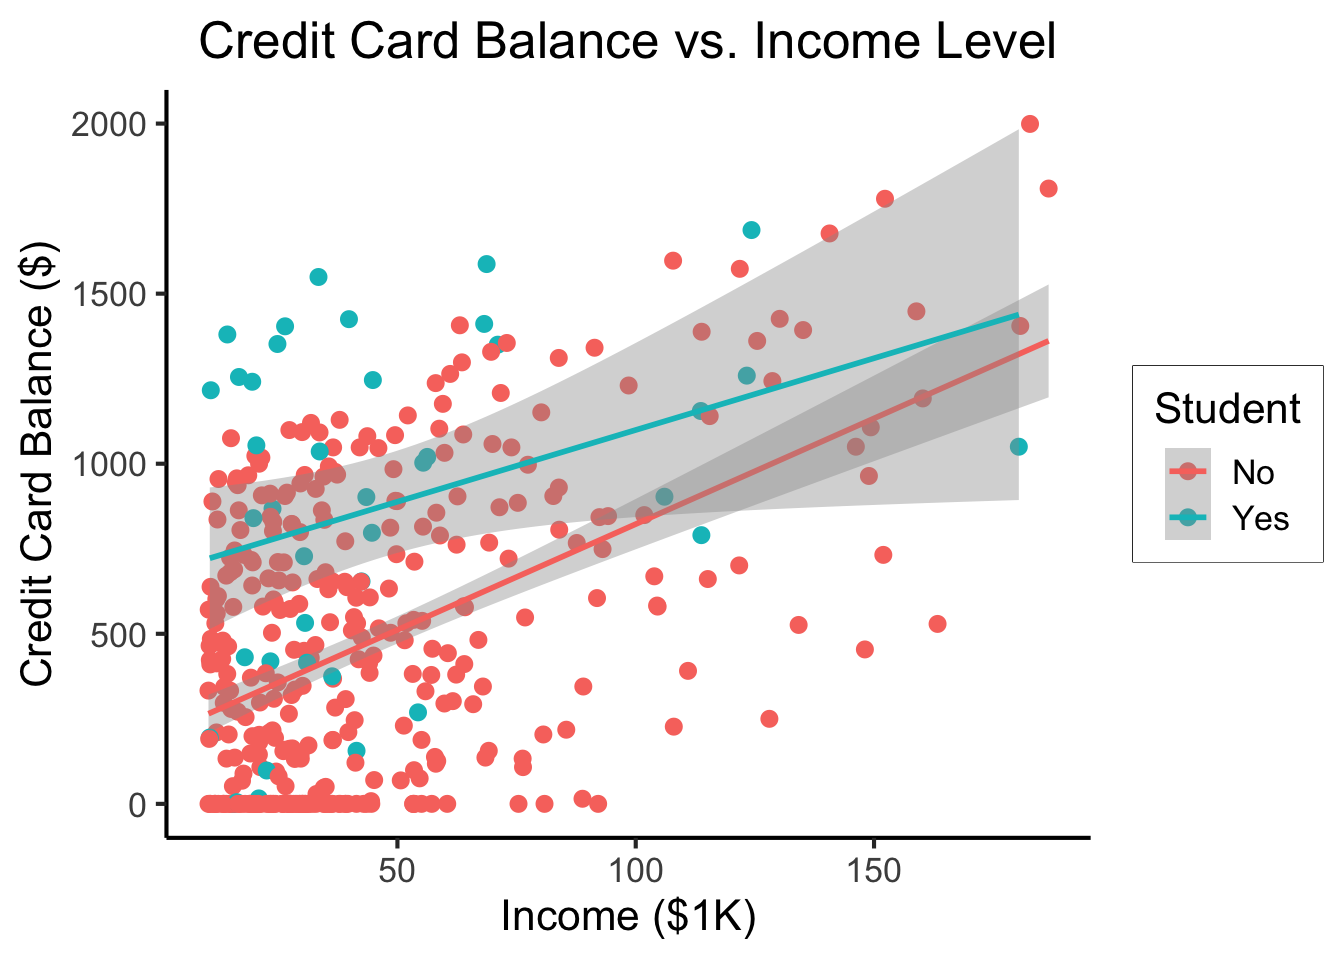 Credit Card Balance vs. Income Level
Credit Card Balance ($)
2000
1500
1000
500
0
50 100 150
Income ($1K)
Student
No
Yes